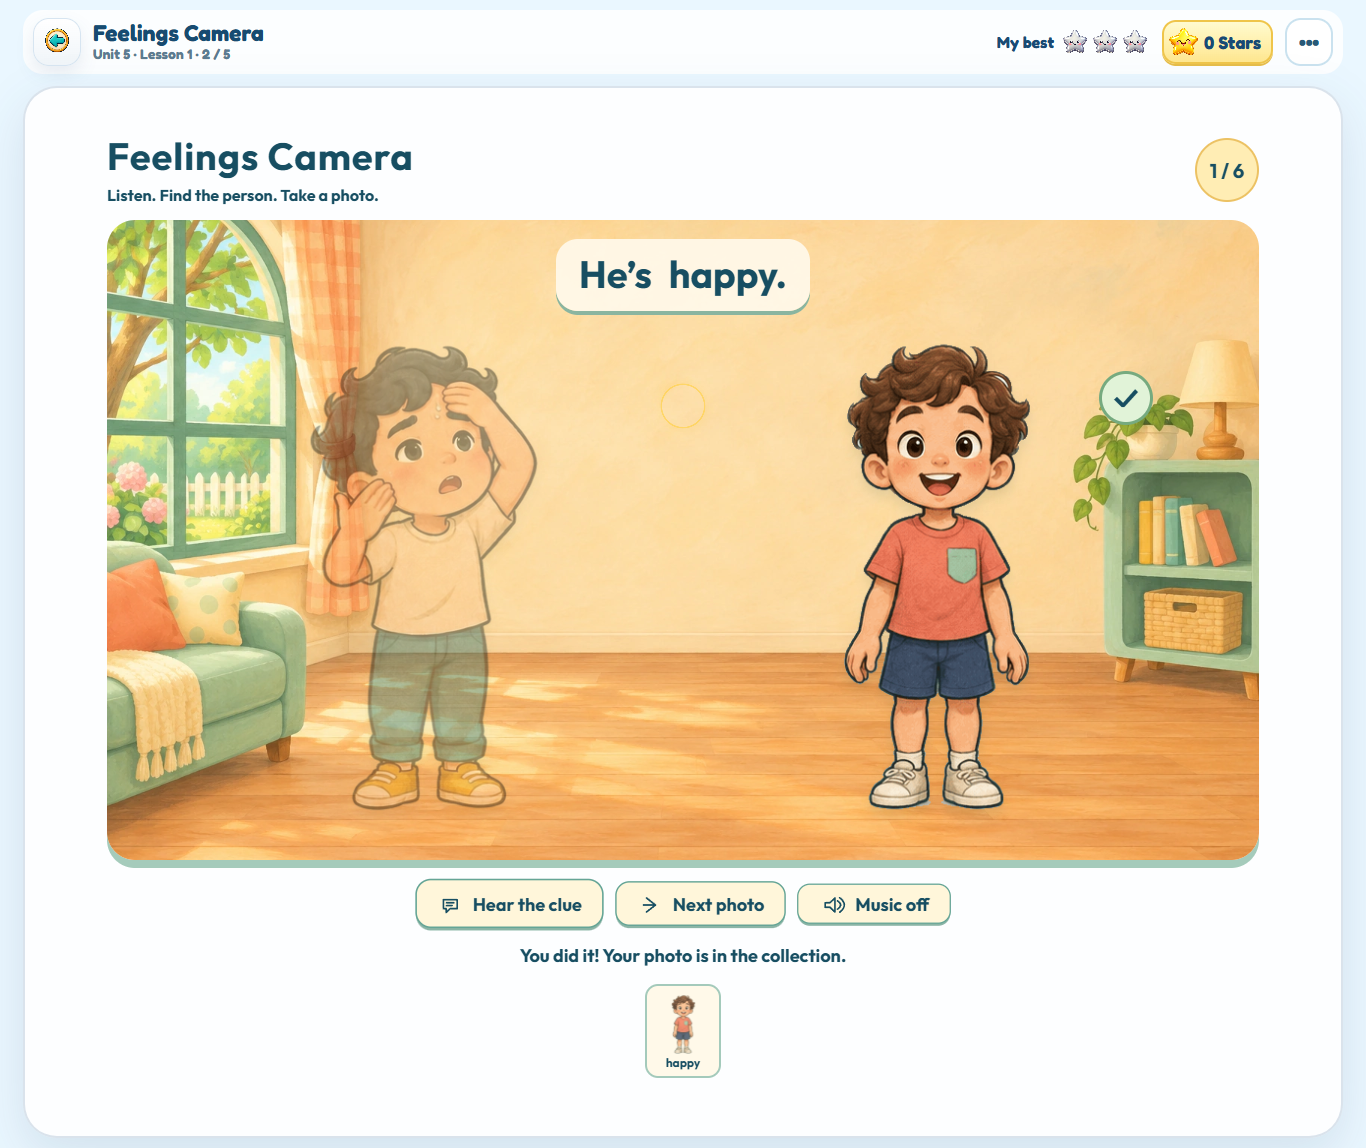 Feelings Camera
Unit 5 · Lesson 1 · 2 / 5
My best
0 Stars
Feelings Camera
1 / 6
Listen. Find the person. Take a photo.
He’s happy.
Hear the clue
Next photo
Music off
You did it! Your photo is in the collection.
happy